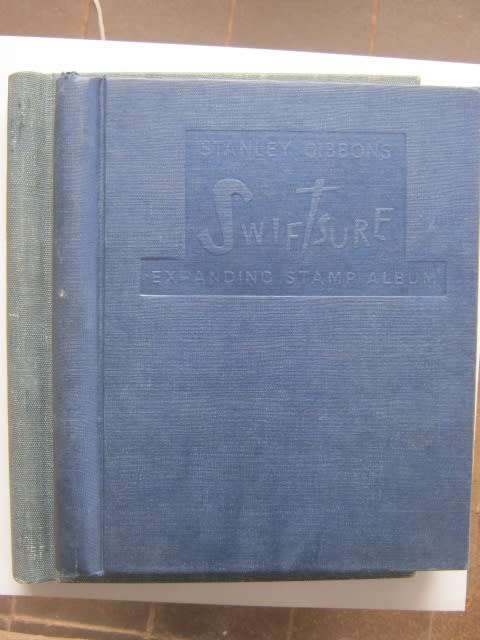 STANLEY GIBBONS
SWIFTSURE
EXPANDING STAMP ALBUM